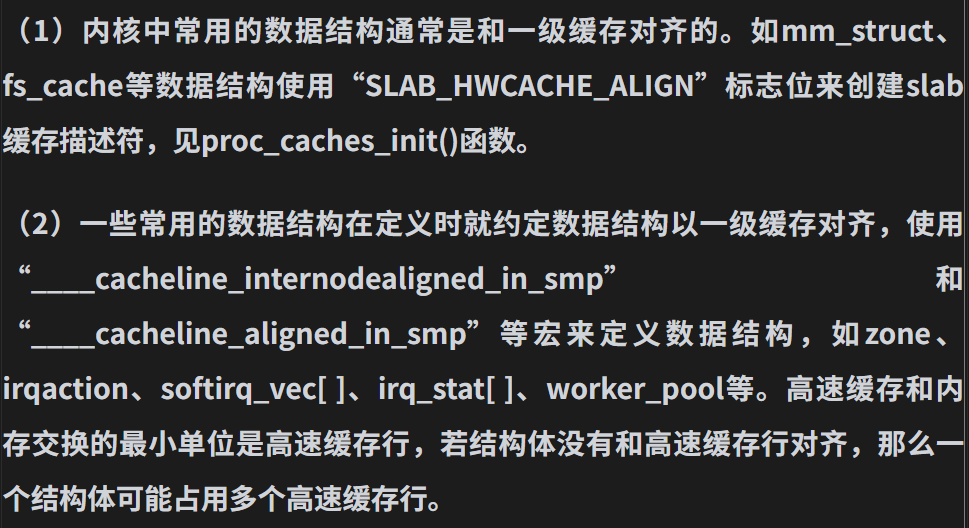 （1）内核中常用的数据结构通常是和一级缓存对齐的。如mm_struct、
fs_cache等数据结构使用“SLAB_HWCACHE_ALIGN”标志位来创建slab
缓存描述符，见proc_caches_init()函数。
（2）一些常用的数据结构在定义时就约定数据结构以一级缓存对齐，使用
“____cacheline_internodealigned_in_smp” 和
“____cacheline_aligned_in_smp”等宏来定义数据结构，如zone、
irqaction、softirq_vec[ ]、irq_stat[ ]、worker_pool等。高速缓存和内
存交换的最小单位是高速缓存行，若结构体没有和高速缓存行对齐，那么一
个结构体可能占用多个高速缓存行。